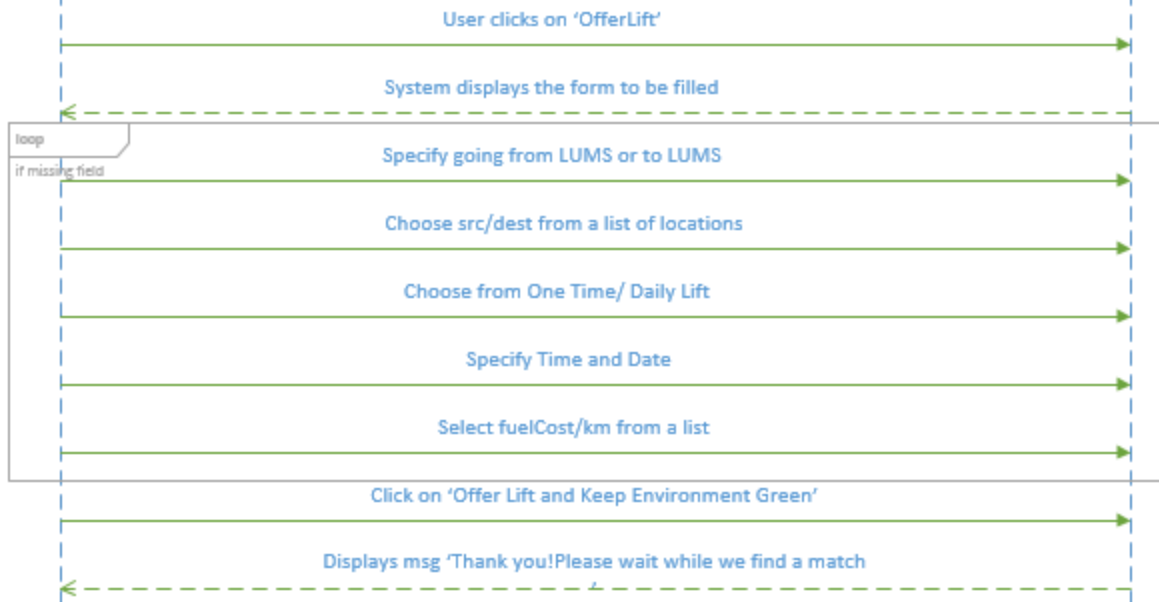 User clicks on ‘OfferLift’
System displays the form to be filled
loop
if missing field
Specify going from LUMS or to LUMS
Choose src/dest from a list of locations
Choose from One Time/ Daily Lift
Specify Time and Date
Select fuelCost/km from a list
Click on ‘Offer Lift and Keep Environment Green’
Displays msg ‘Thank you!Please wait while we find a match
’